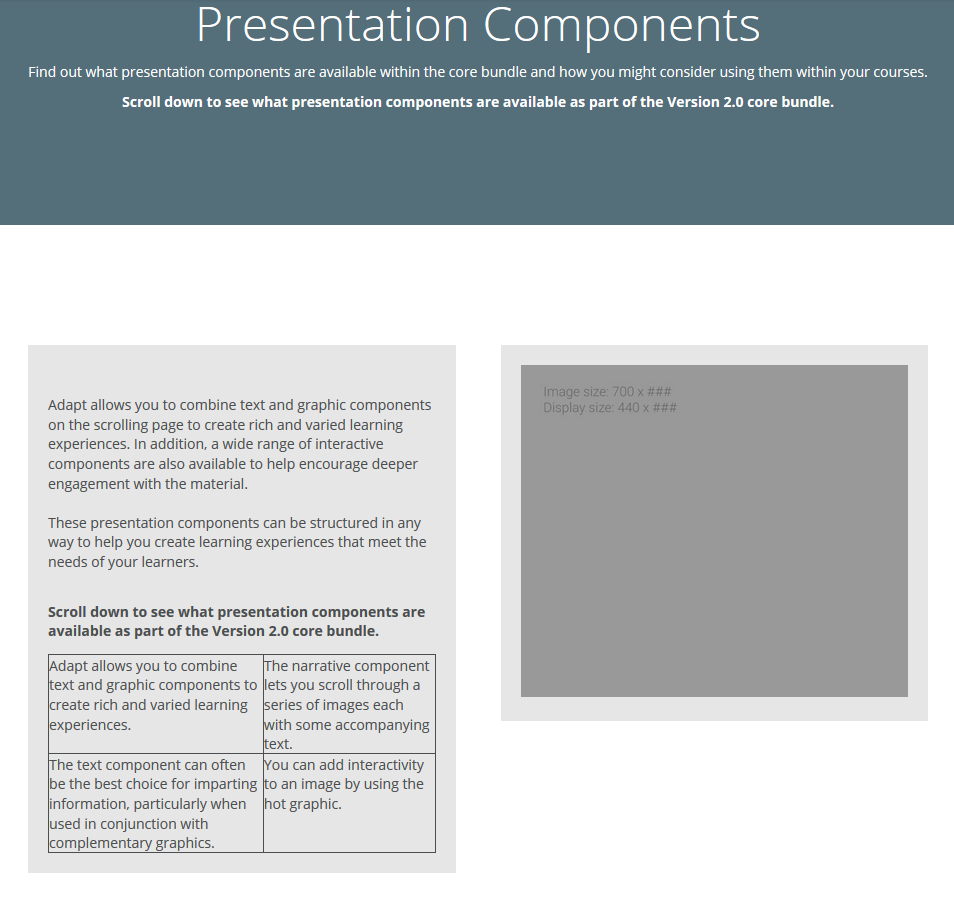 Presentation Components
Find out what presentation components are available within the core bundle and how you might consider using them within your courses.
Scroll down to see what presentation components are available as part of the Version 2.0 core bundle.
Adapt allows you to combine text and graphic components
on the scrolling page to create rich and varied learning
experiences. In addition, a wide range of interactive
components are also available to help encourage deeper
engagement with the material.
These presentation components can be structured in any
way to help you create learning experiences that meet the
needs of your learners.
Scroll down to see what presentation components are
available as part of the Version 2.0 core bundle.
Adapt allows you to combine
text and graphic components to
create rich and varied learning
experiences.
The narrative component
lets you scroll through a
series of images each
with some accompanying
text.
The text component can often
be the best choice for imparting
information, particularly when
used in conjunction with
complementary graphics.
You can add interactivity
to an image by using the
hot graphic.
Image size: 700 x ###
Display size: 440 x ###